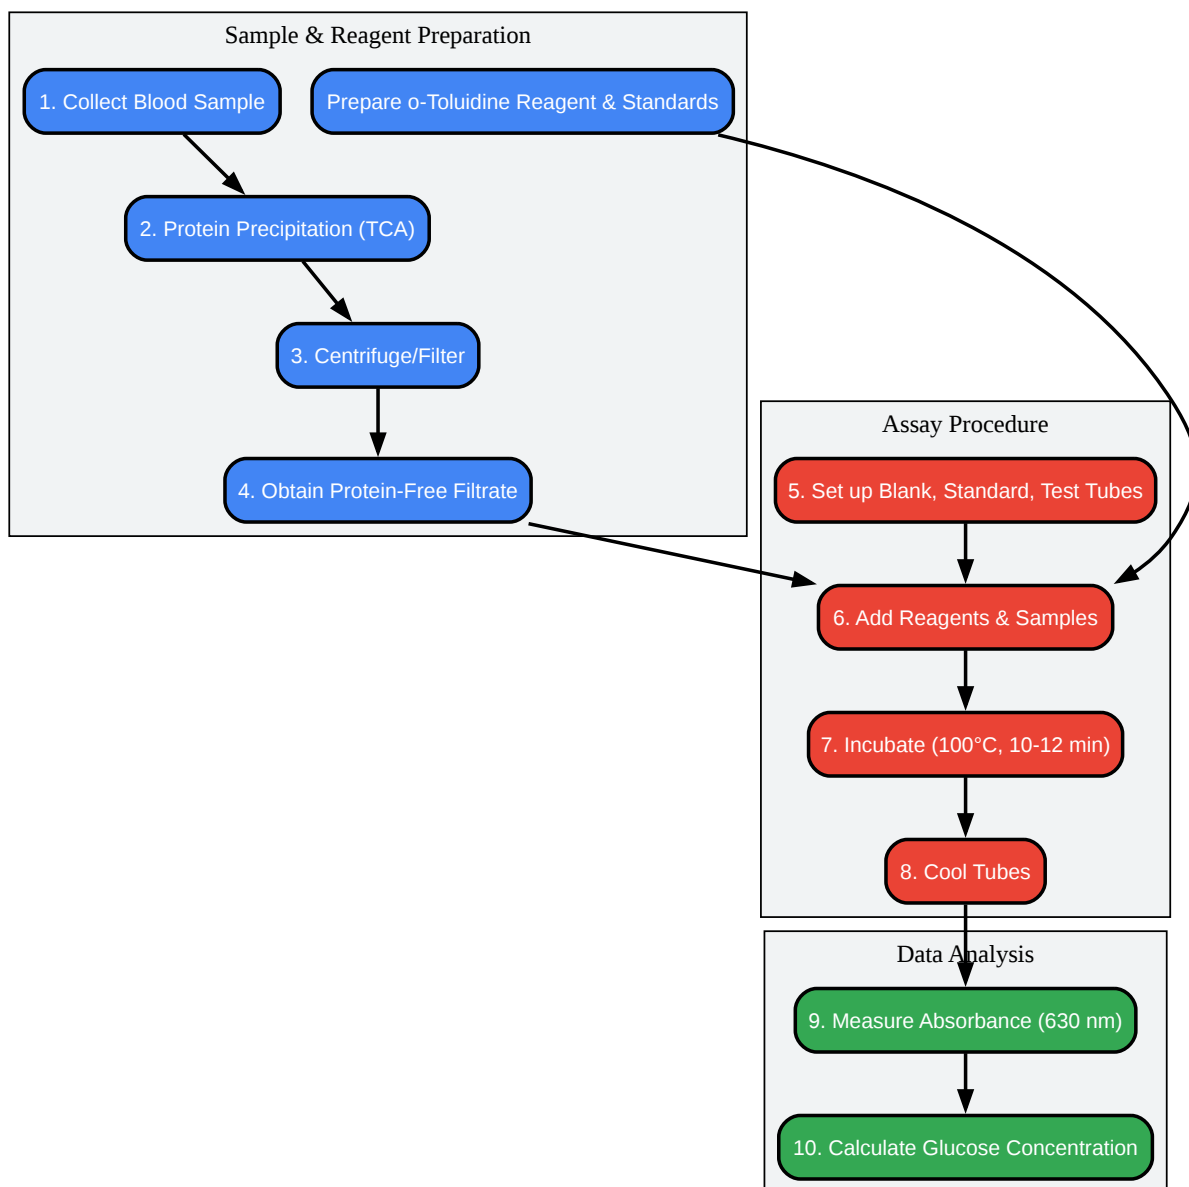 Sample & Reagent Preparation
1. Collect Blood Sample
Prepare o-Toluidine Reagent & Standards
2. Protein Precipitation (TCA)
3. Centrifuge/Filter
4. Obtain Protein-Free Filtrate
Assay Procedure
5. Set up Blank, Standard, Test Tubes
6. Add Reagents & Samples
7. Incubate (100°C, 10-12 min)
8. Cool Tubes
Data Analysis
9. Measure Absorbance (630 nm)
10. Calculate Glucose Concentration